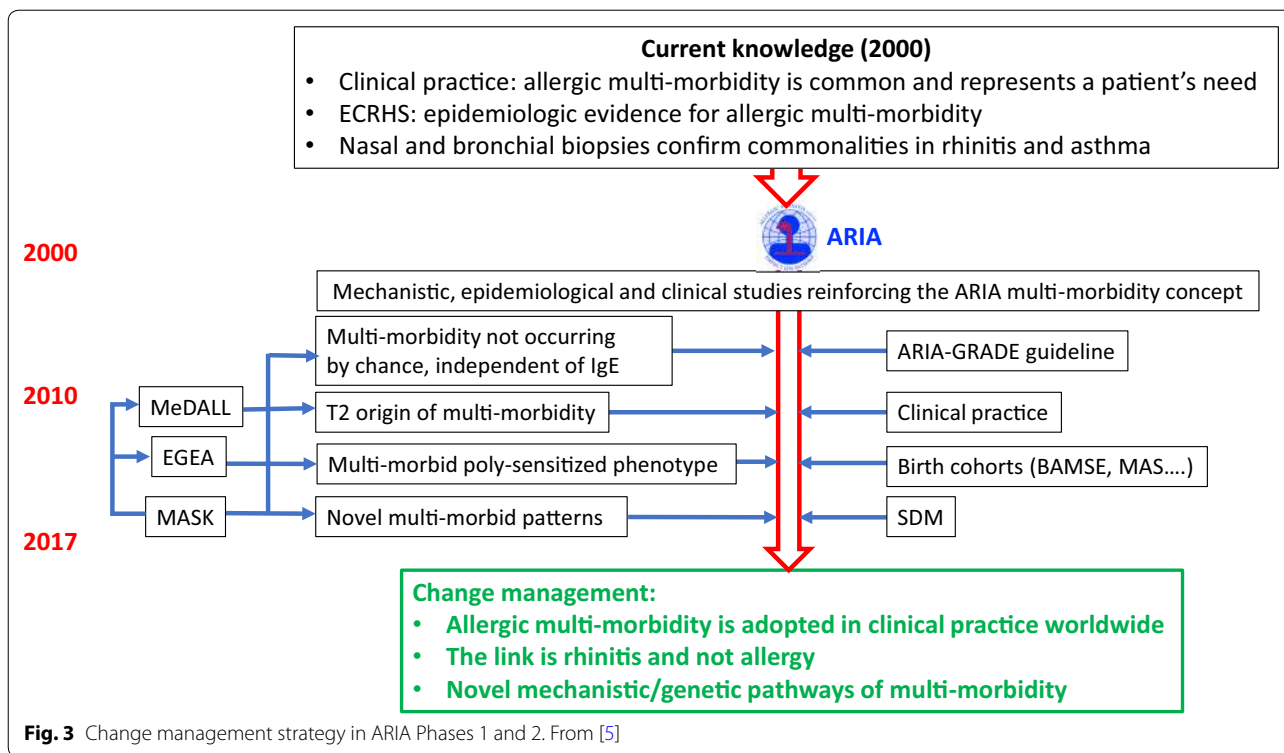 Current knowledge (2000)
• Clinical practice: allergic multi-morbidity is common and represents a patient's need
• ECRHS: epidemiologic evidence for allergic multi-morbidity
• Nasal and bronchial biopsies confirm commonalities in rhinitis and asthma
ARIA
2000
Mechanistic, epidemiological and clinical studies reinforcing the ARIA multi-morbidity concept
Multi-morbidity not occurring
by chance, independent of IgE
ARIA-GRADE guideline
2010
MeDALL
T2 origin of multi-morbidity
Clinical practice
EGEA
Multi-morbid poly-sensitized phenotype
Birth cohorts (BAMSE, MAS....)
MASK
Novel multi-morbid patterns
SDM
2017
Change management:
• Allergic multi-morbidity is adopted in clinical practice worldwide
• The link is rhinitis and not allergy
• Novel mechanistic/genetic pathways of multi-morbidity
Fig. 3 Change management strategy in ARIA Phases 1 and 2. From [5]